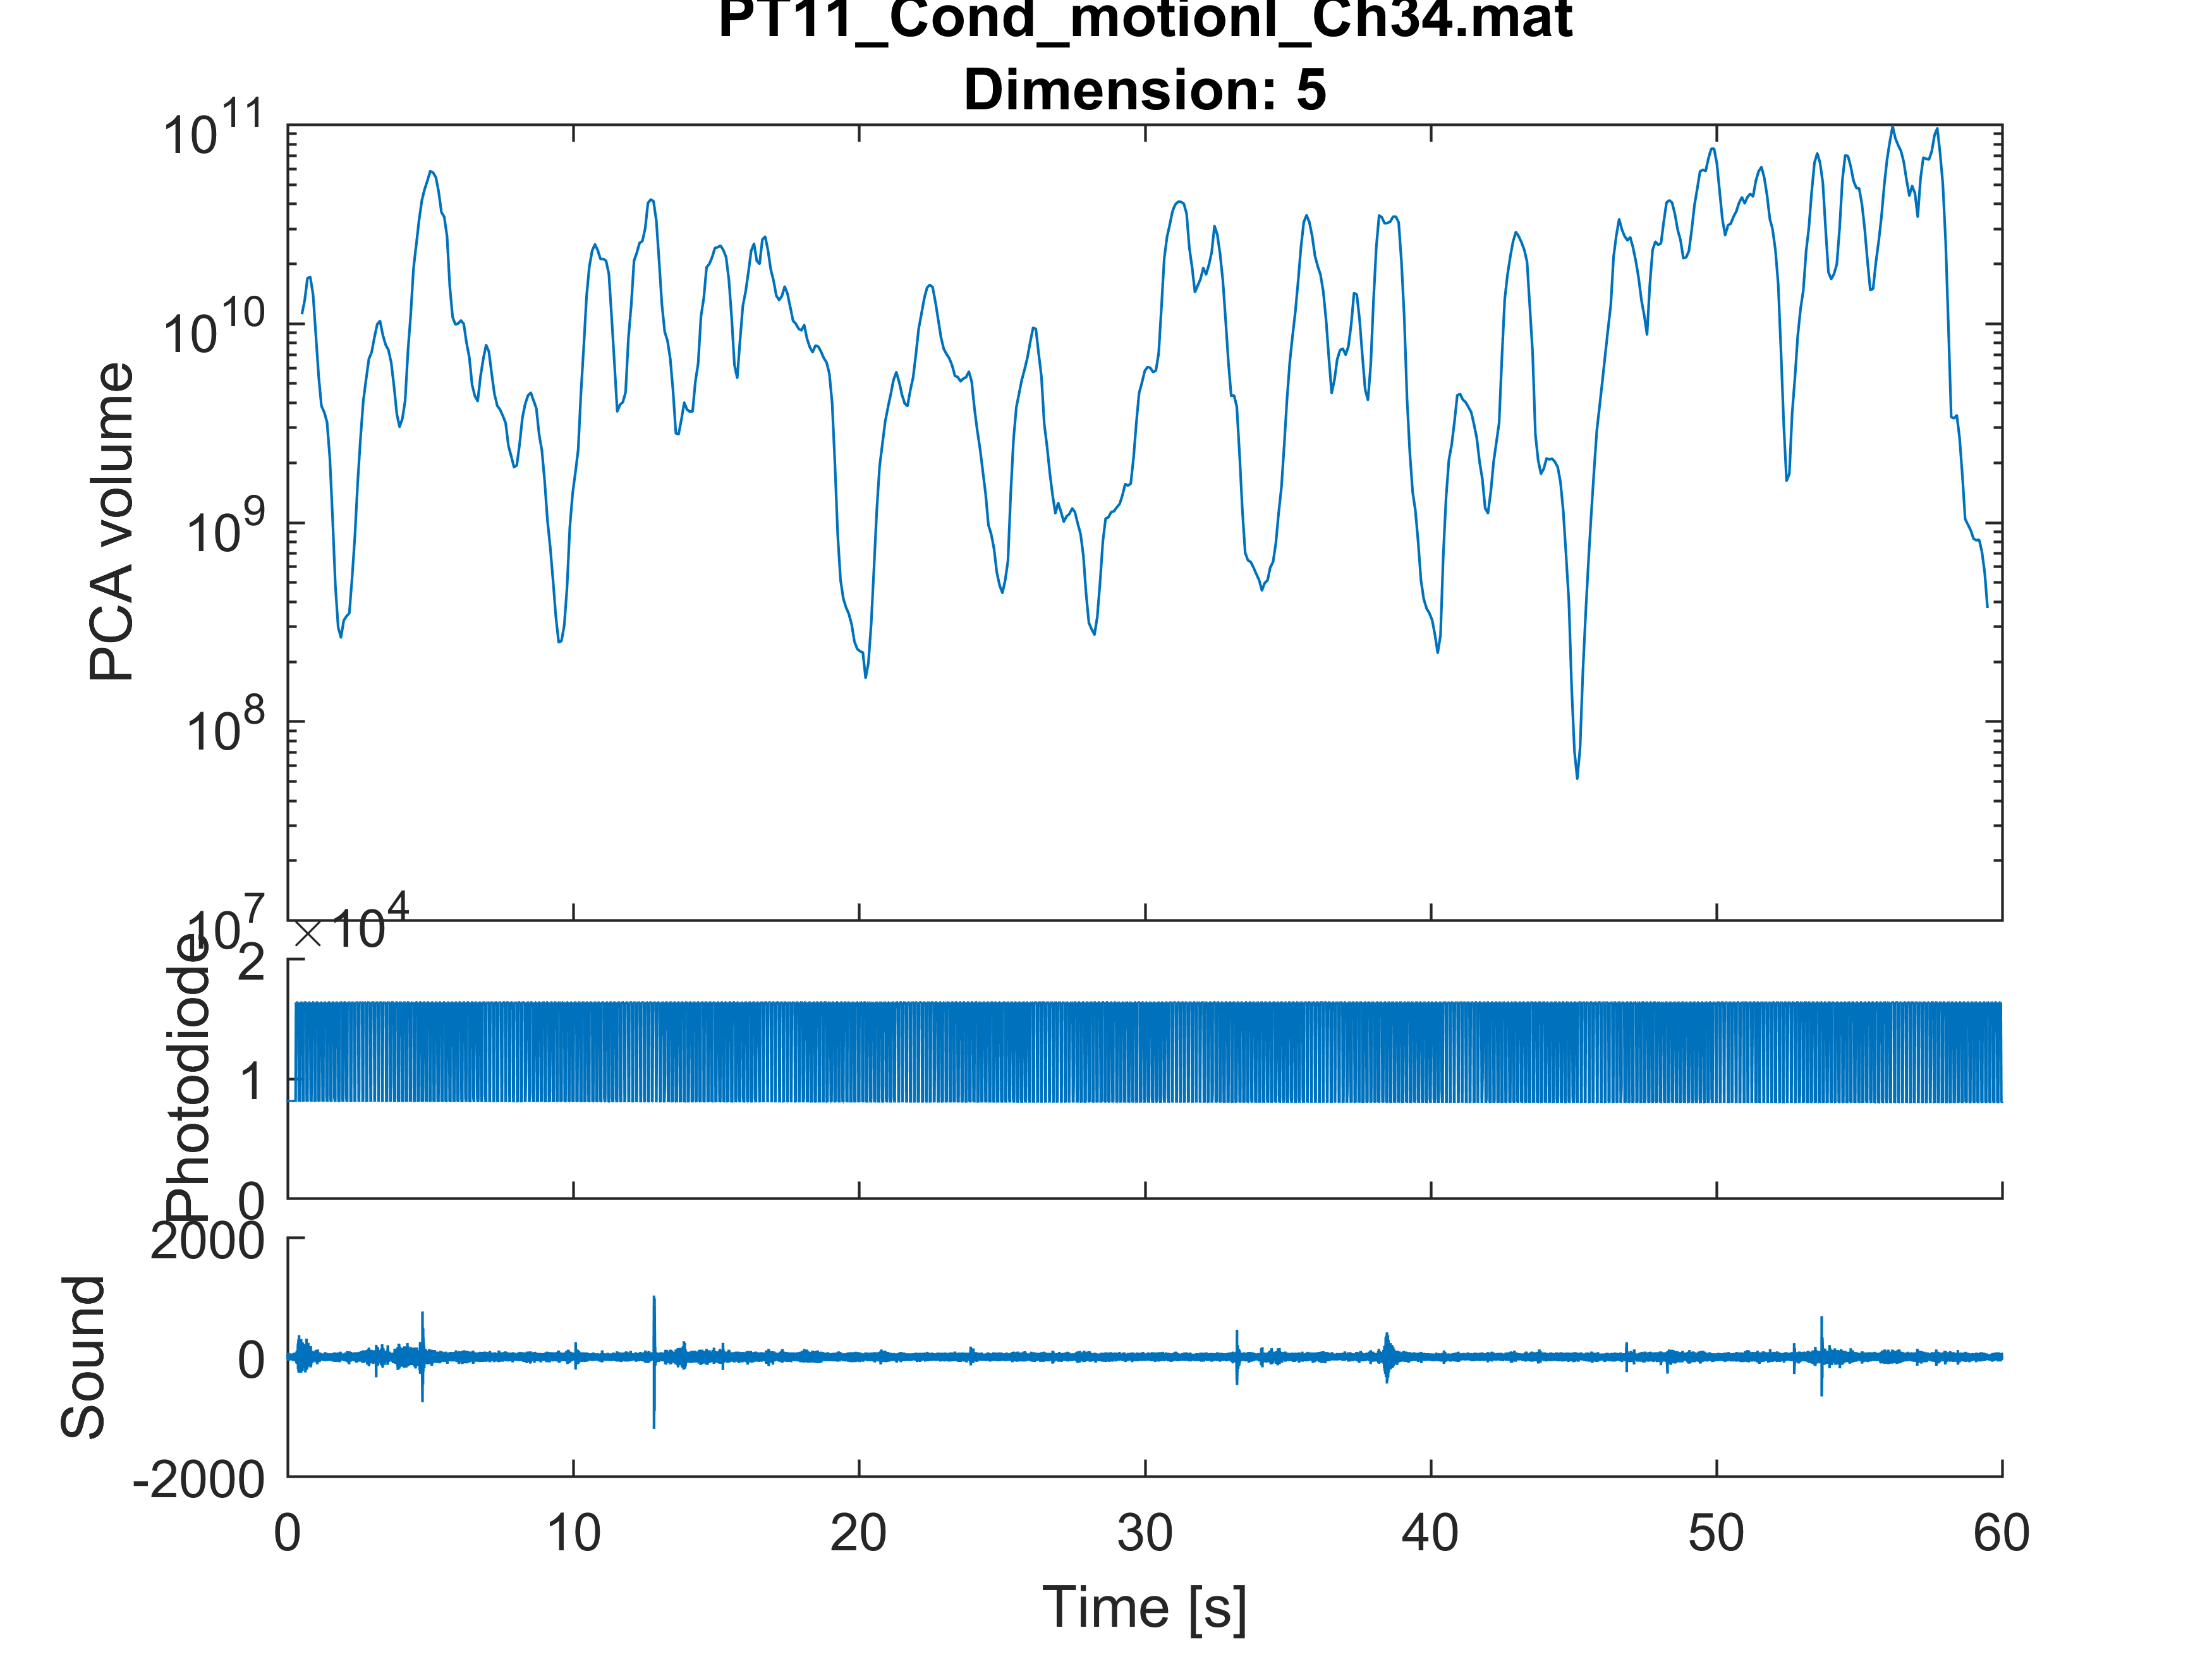 PT11_Cond_motionI_Ch34.mat
Dimension: 5
PCA volume
10^11
10^10
10^9
10^8
10^7
× 10^4
Photodiode
2
1
0
Sound
2000
0
-2000
0 10 20 30 40 50 60
Time [s]